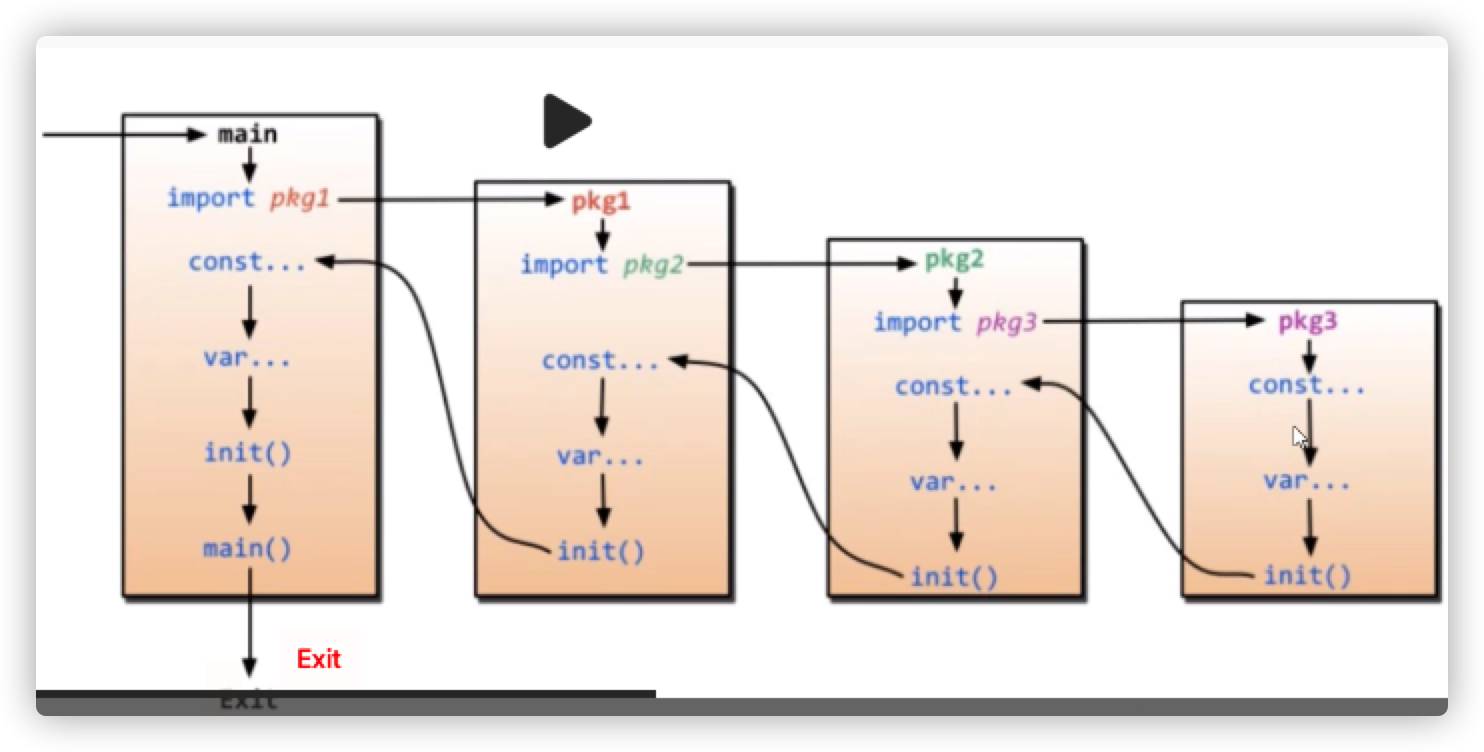 main
import pkg1
const...
var...
init()
main()
Exit
Exit
pkg1
import pkg2
const...
var...
init()
pkg2
import pkg3
const...
var...
init()
pkg3
const...
var...
init()